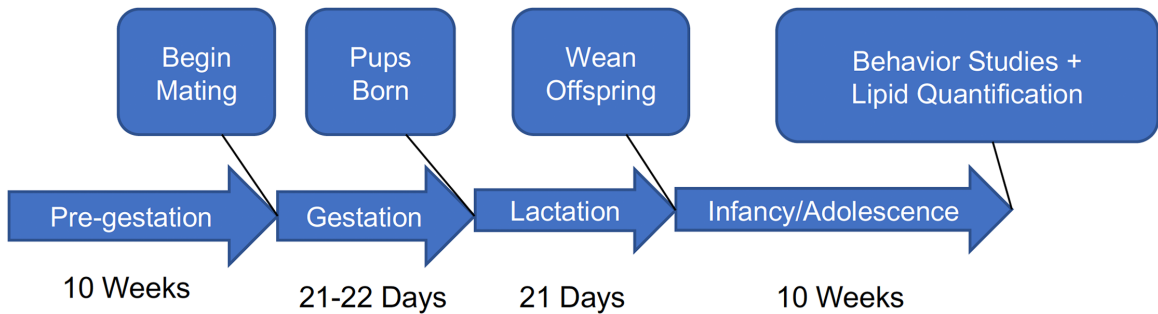 Begin
Mating
Pups
Born
Wean
Offspring
Behavior Studies +
Lipid Quantification
Pre-gestation
Gestation
Lactation
Infancy/Adolescence
10 Weeks
21-22 Days
21 Days
10 Weeks